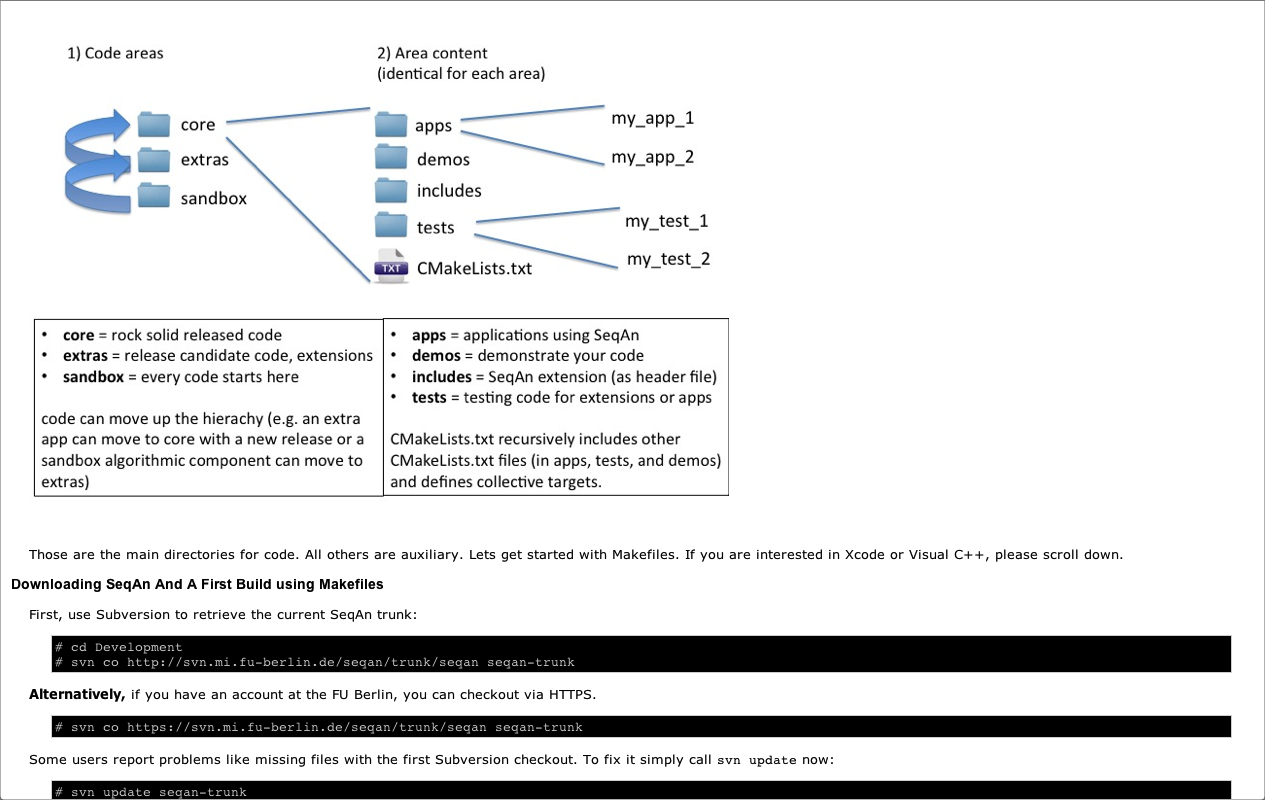 1) Code areas
2) Area content
(identical for each area)
core
extras
sandbox
apps
demos
includes
tests
TXT
CMakeLists.txt
my_app_1
my_app_2
my_test_1
my_test_2
• core = rock solid released code
• extras = release candidate code, extensions
• sandbox = every code starts here
code can move up the hierachy (e.g. an extra
app can move to core with a new release or a
sandbox algorithmic component can move to
extras)
• apps = applications using SeqAn
• demos = demonstrate your code
• includes = SeqAn extension (as header file)
• tests = testing code for extensions or apps
CMakeLists.txt recursively includes other
CMakeLists.txt files (in apps, tests, and demos)
and defines collective targets.
Those are the main directories for code. All others are auxiliary. Lets get started with Makefiles. If you are interested in Xcode or Visual C++, please scroll down.
Downloading SeqAn And A First Build using Makefiles
First, use Subversion to retrieve the current SeqAn trunk:
# cd Development
# svn co http://svn.mi.fu-berlin.de/seqan/trunk/seqan seqan-trunk
Alternatively, if you have an account at the FU Berlin, you can checkout via HTTPS.
# svn co https://svn.mi.fu-berlin.de/seqan/trunk/seqan seqan-trunk
Some users report problems like missing files with the first Subversion checkout. To fix it simply call svn update now:
# svn update seqan-trunk